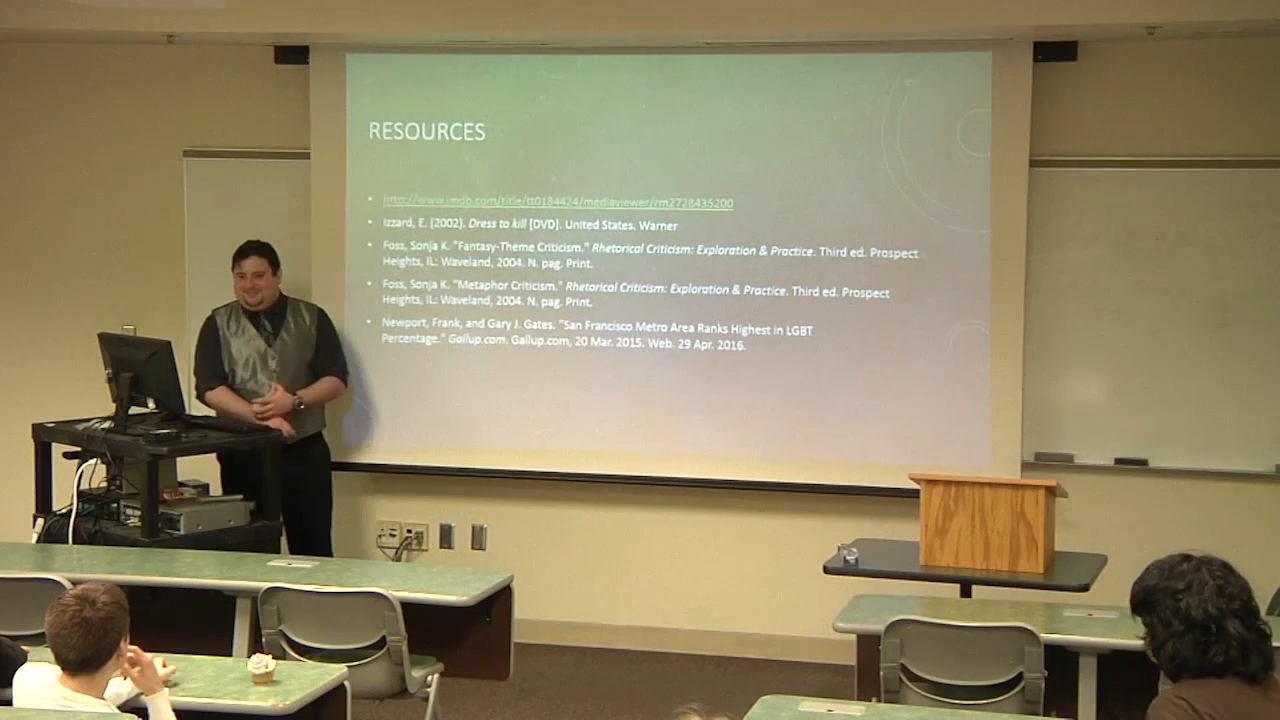 RESOURCES
http://www.imdb.com/title/tt0184424/mediaviewer/rm2728435200
Izzard, E. (2002). Dress to kill [DVD]. United States, Warner
Foss, Sonja K. "Fantasy-Theme Criticism." Rhetorical Criticism: Exploration & Practice. Third ed. Prospect
Heights, IL: Waveland, 2004. N. pag. Print.
Foss, Sonja K. "Metaphor Criticism." Rhetorical Criticism: Exploration & Practice. Third ed. Prospect
Heights, IL: Waveland, 2004. N. pag. Print.
Newport, Frank, and Gary J. Gates. "San Francisco Metro Area Ranks Highest in LGBT
Percentage." Gallup.com. Gallup.com, 20 Mar. 2015. Web. 29 Apr. 2016.